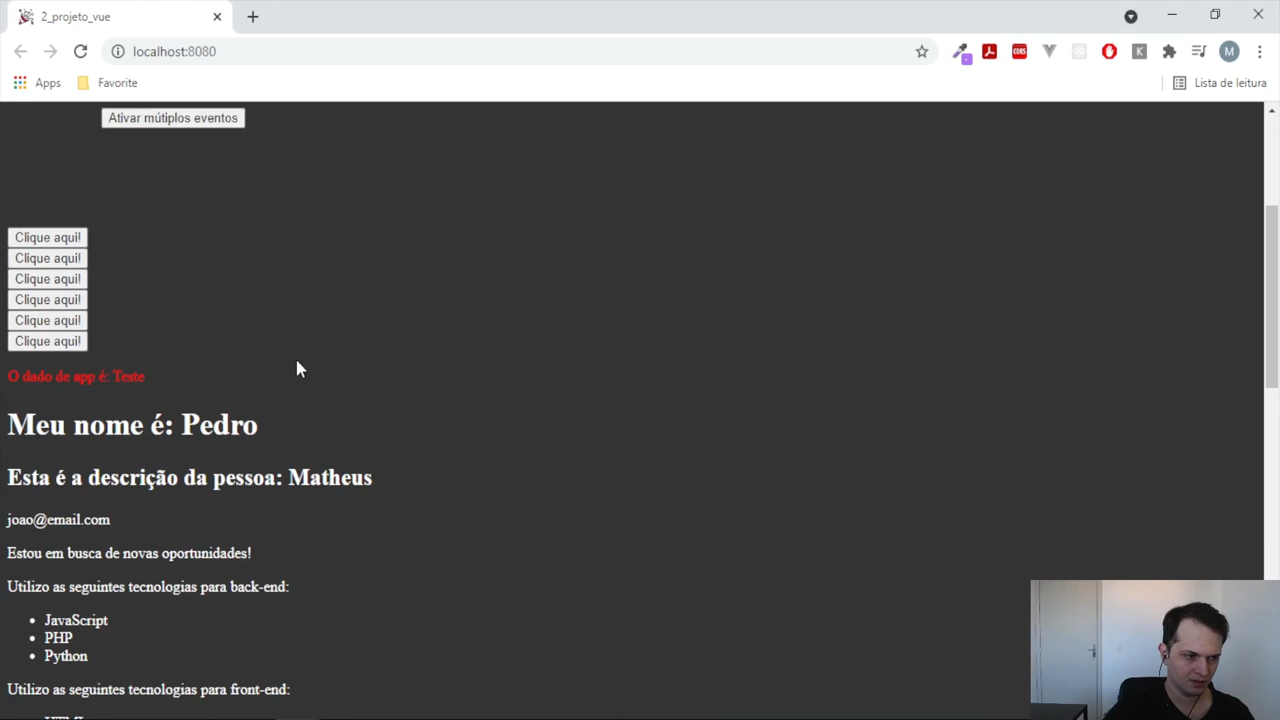 2_projeto_vue
localhost:8080
CORS
K
M
Apps
Favorite
Lista de leitura
Ativar mútiplos eventos
Clique aqui!
Clique aqui!
Clique aqui!
Clique aqui!
Clique aqui!
Clique aqui!
O dado de app é: Teste
Meu nome é: Pedro
Esta é a descrição da pessoa: Matheus
joao@email.com
Estou em busca de novas oportunidades!
Utilizo as seguintes tecnologias para back-end:
JavaScript
PHP
Python
Utilizo as seguintes tecnologias para front-end: